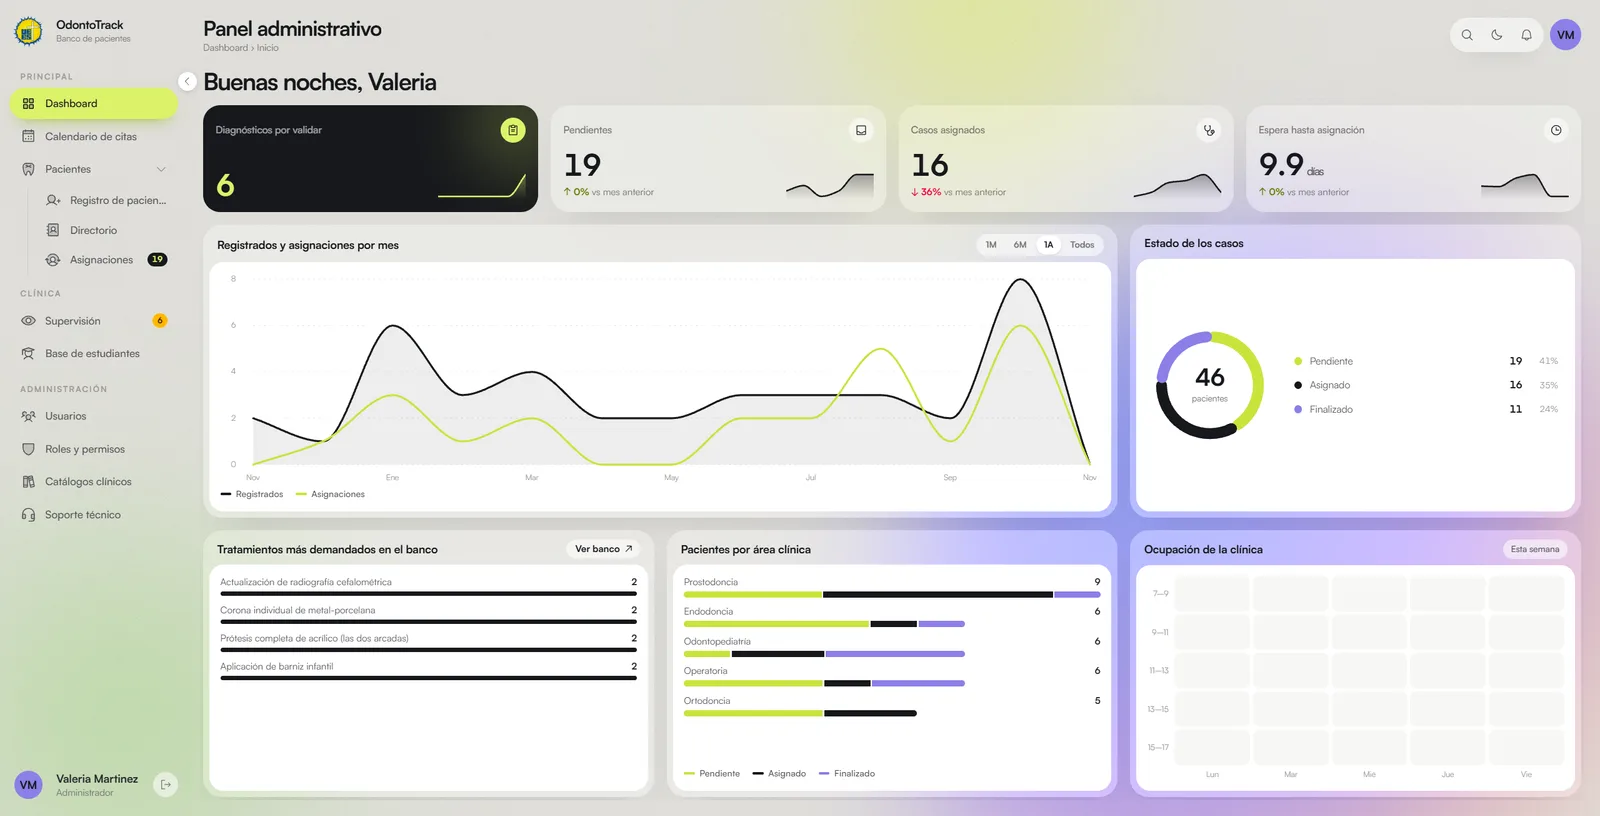 OdontoTrack
Banco de pacientes
PRINCIPAL
Dashboard
Calendario de citas
Pacientes
Registro de pacien...
Directorio
Asignaciones 19
CLÍNICA
Supervisión 6
Base de estudiantes
ADMINISTRACIÓN
Usuarios
Roles y permisos
Catálogos clínicos
Soporte técnico
VM
Valeria Martinez
Administrador
Panel administrativo
Dashboard › Inicio
VM
Buenas noches, Valeria
Diagnósticos por validar
6
Pendientes
19
↑ 0% vs mes anterior
Casos asignados
16
↓ 36% vs mes anterior
Espera hasta asignación
9.9 días
↑ 0% vs mes anterior
Registrados y asignaciones por mes
1M 6M 1A Todos
8
6
4
2
0
Nov Ene Mar May Jul Sep Nov
Registrados Asignaciones
Estado de los casos
46
pacientes
Pendiente 19 41%
Asignado 16 35%
Finalizado 11 24%
Tratamientos más demandados en el banco
Ver banco ↗
Actualización de radiografía cefalométrica 2
Corona individual de metal-porcelana 2
Prótesis completa de acrílico (las dos arcadas) 2
Aplicación de barniz infantil 2
Pacientes por área clínica
Prostodoncia 9
Endodoncia 6
Odontopediatría 6
Operatoria 6
Ortodoncia 5
Pendiente Asignado Finalizado
Ocupación de la clínica
Esta semana
7–9
9–11
11–13
13–15
15–17
Lun Mar Mié Jue Vie